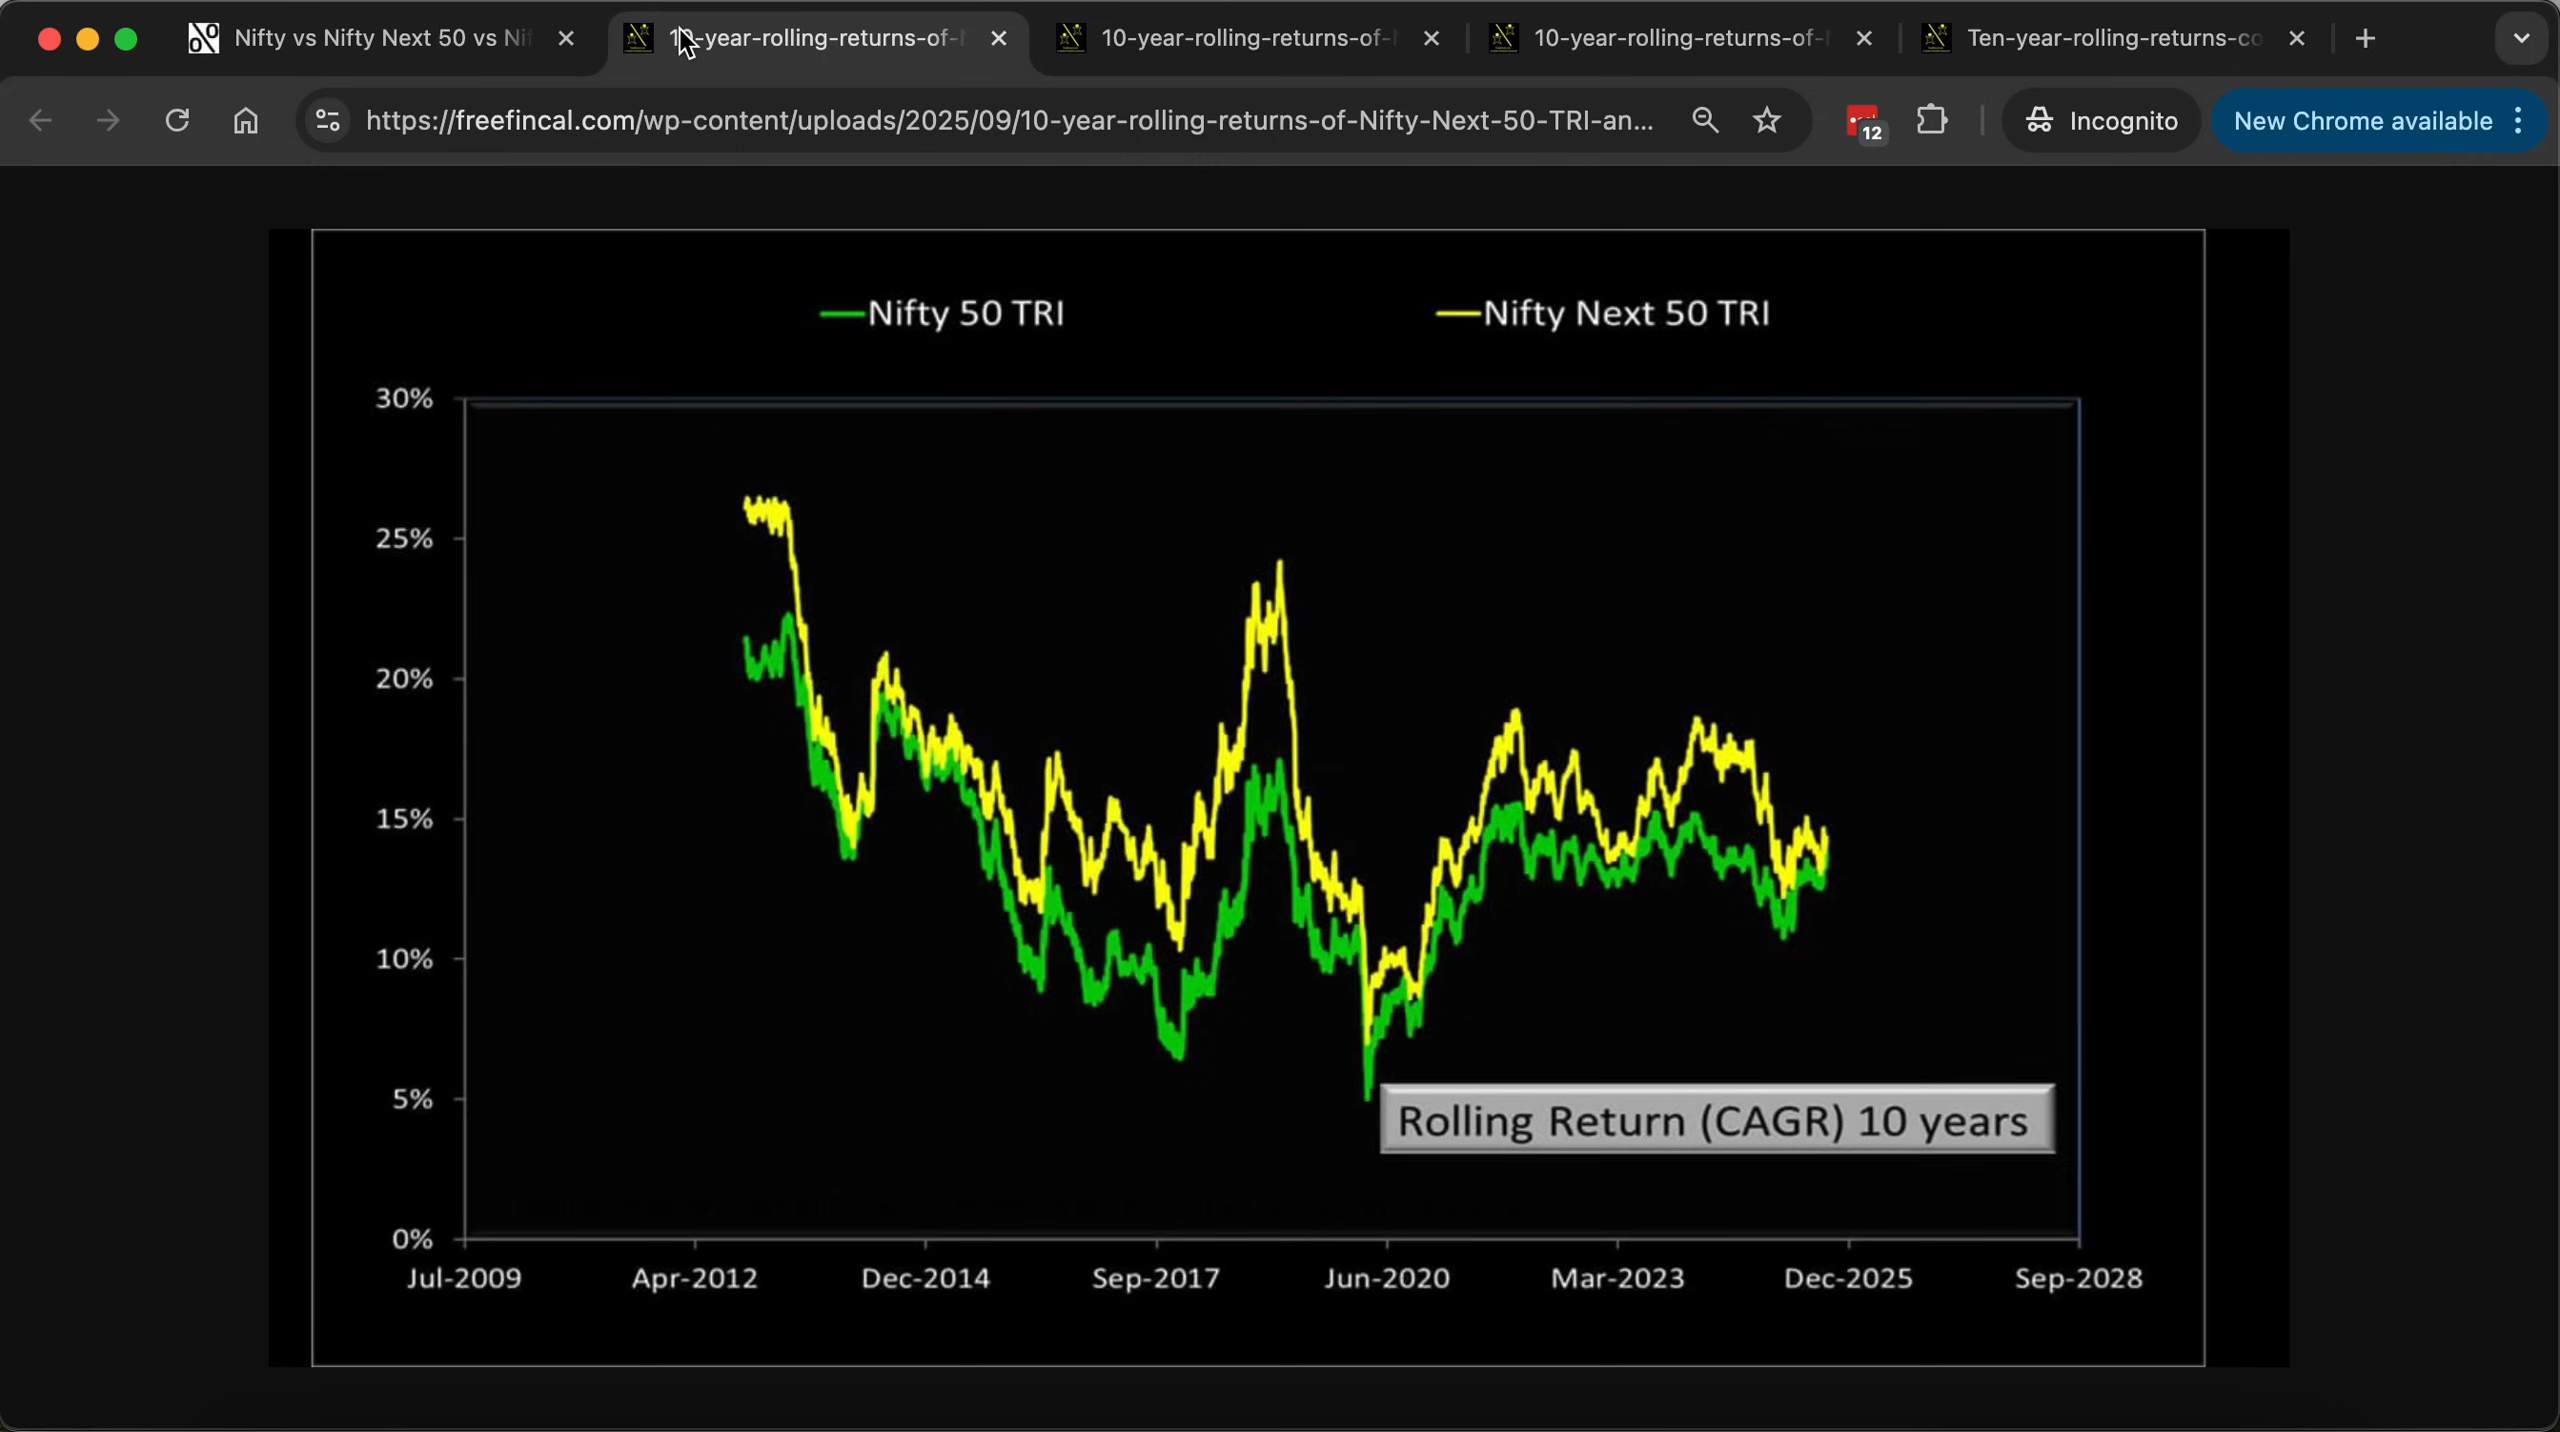 Nifty vs Nifty Next 50 vs Nif
-year-rolling-returns-of-
10-year-rolling-returns-of-
10-year-rolling-returns-of-
Ten-year-rolling-returns-co
https://freefincal.com/wp-content/uploads/2025/09/10-year-rolling-returns-of-Nifty-Next-50-TRI-an...
12
Incognito
New Chrome available
Nifty 50 TRI
Nifty Next 50 TRI
30%
25%
20%
15%
10%
5%
0%
Rolling Return (CAGR) 10 years
Jul-2009
Apr-2012
Dec-2014
Sep-2017
Jun-2020
Mar-2023
Dec-2025
Sep-2028